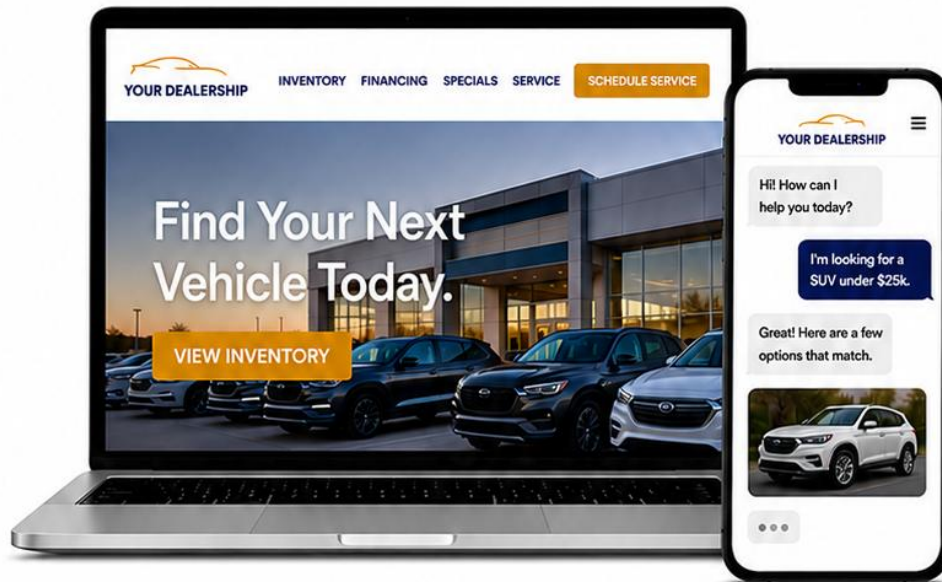 YOUR DEALERSHIP
INVENTORY FINANCING SPECIALS SERVICE SCHEDULE SERVICE
Find Your Next
Vehicle Today.
VIEW INVENTORY
YOUR DEALERSHIP
Hi! How can I
help you today?
I'm looking for a
SUV under $25k.
Great! Here are a few
options that match.